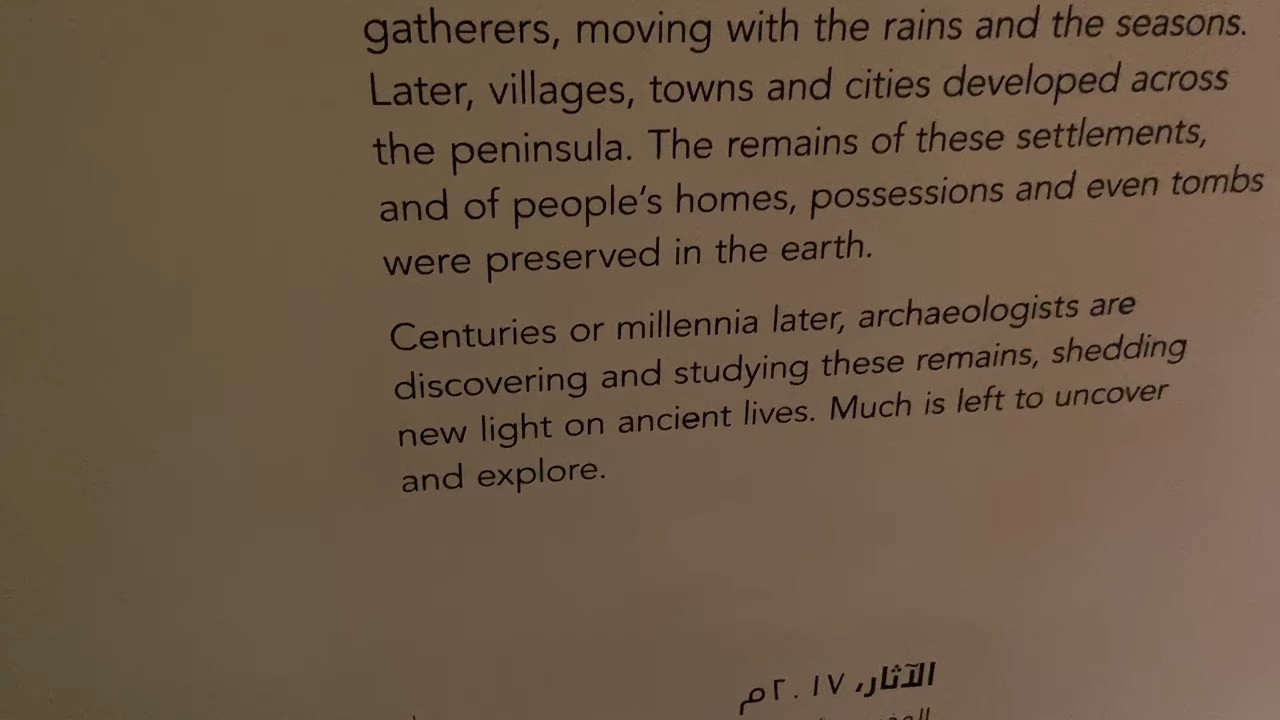 gatherers, moving with the rains and the seasons.
Later, villages, towns and cities developed across
the peninsula. The remains of these settlements,
and of people's homes, possessions and even tombs
were preserved in the earth.
Centuries or millennia later, archaeologists are
discovering and studying these remains, shedding
new light on ancient lives. Much is left to uncover
and explore.
الآثار، ٢٠١٧م